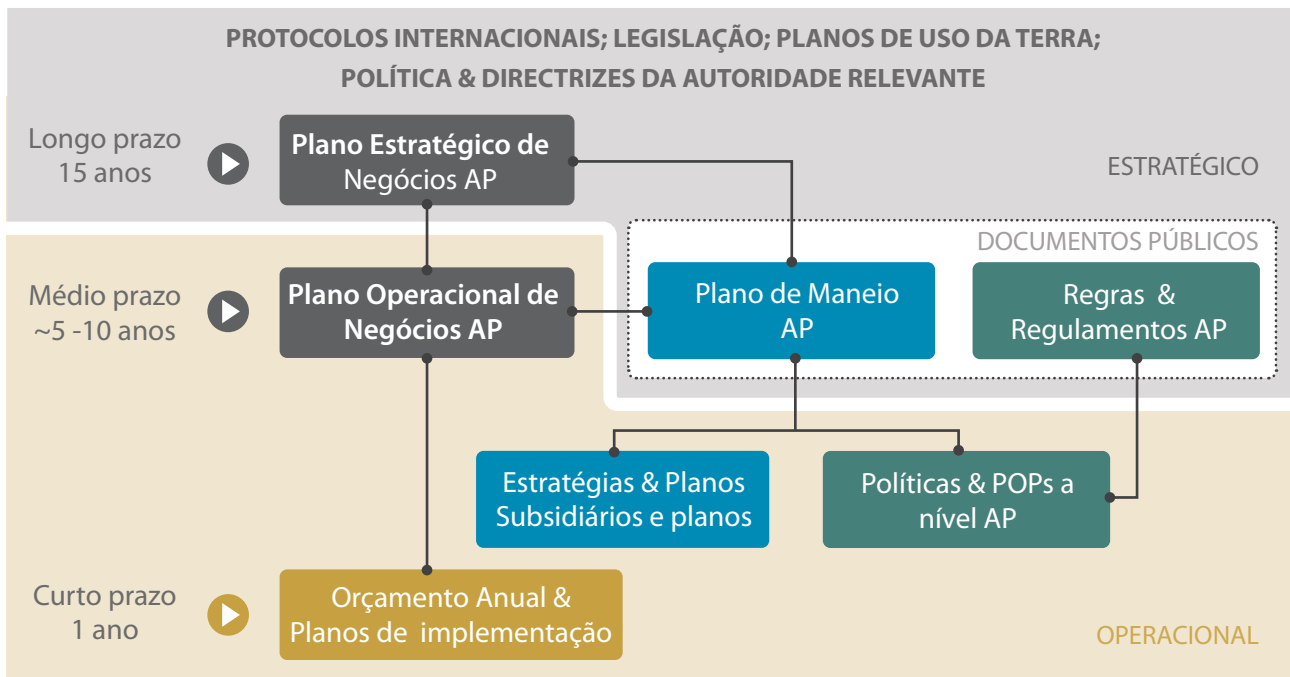 PROTOCOLOS INTERNACIONAIS; LEGISLAÇÃO; PLANOS DE USO DA TERRA;
POLÍTICA & DIRECTRIZES DA AUTORIDADE RELEVANTE
Longo prazo
15 anos
Plano Estratégico de
Negócios AP
ESTRATÉGICO
DOCUMENTOS PÚBLICOS
Médio prazo
~5 -10 anos
Plano Operacional de
Negócios AP
Plano de Maneio
AP
Regras &
Regulamentos AP
Estratégias & Planos
Subsidiários e planos
Políticas & POPs a
nível AP
Curto prazo
1 ano
Orçamento Anual &
Planos de implementação
OPERACIONAL